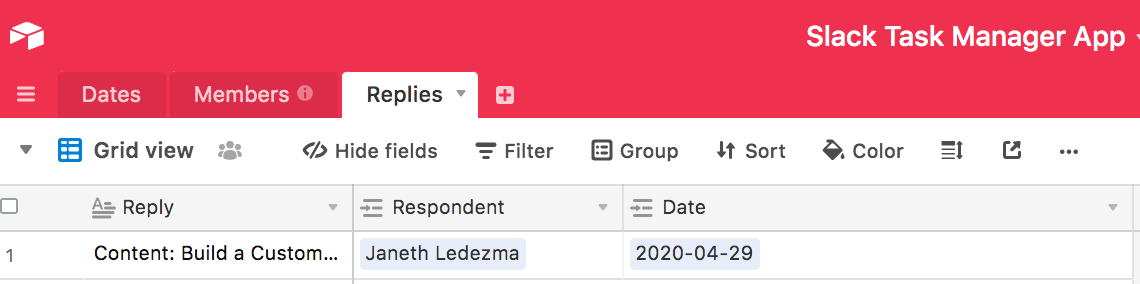 Slack Task Manager App
Dates Members Replies
Grid view Hide fields Filter Group Sort Color
Reply Respondent Date
1 Content: Build a Custom... Janeth Ledezma 2020-04-29